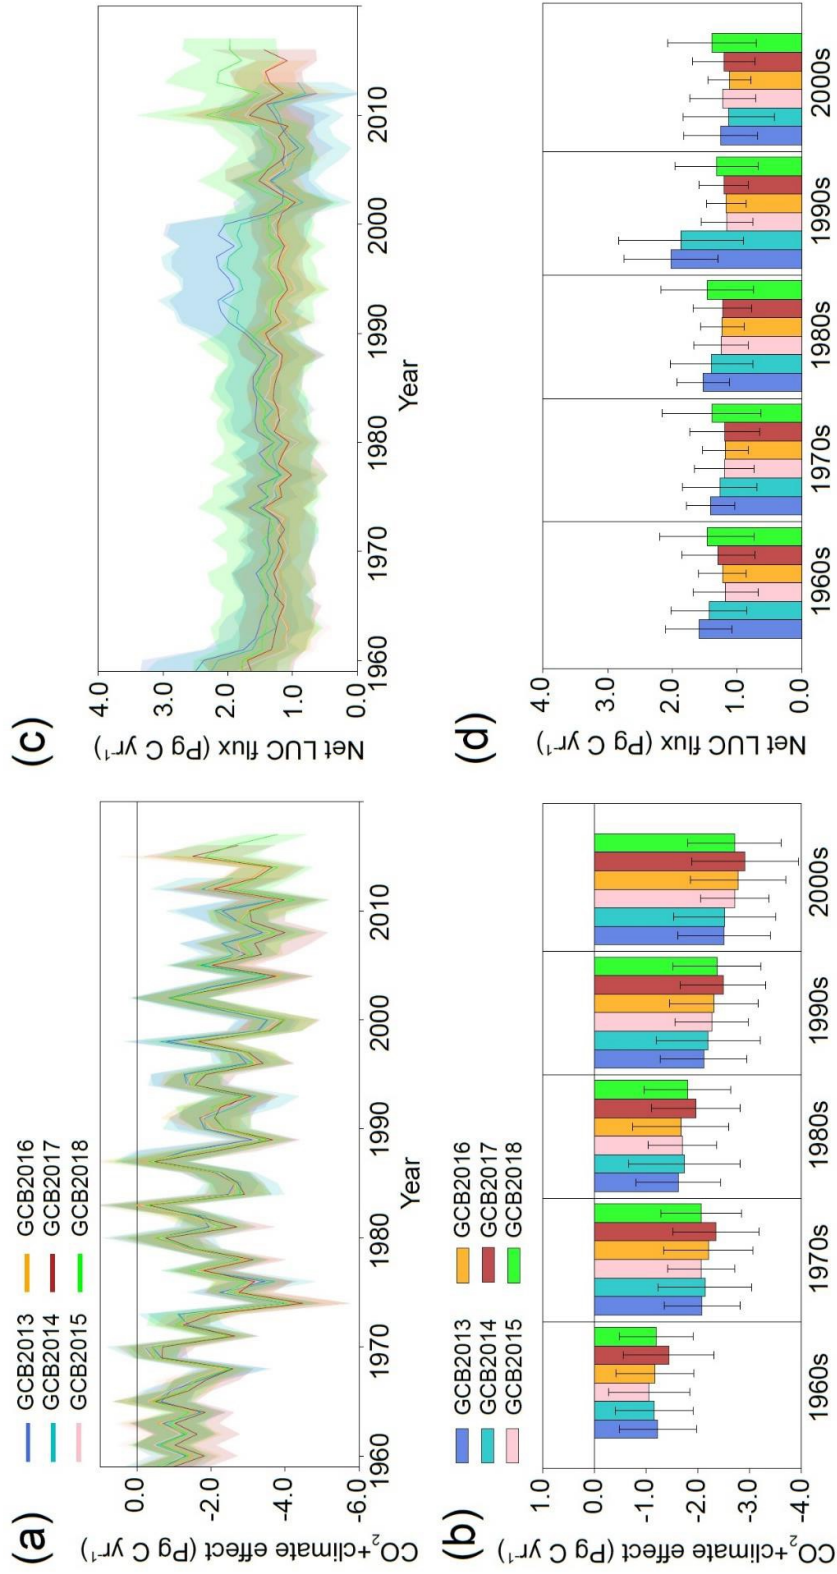 (a)
GCB2013 GCB2016
GCB2014 GCB2017
GCB2015 GCB2018
CO₂+climate effect (Pg C yr⁻¹)
0.0
-2.0
-4.0
-6.0
1960 1970 1980 1990 2000 2010
Year
(c)
Net LUC flux (Pg C yr⁻¹)
4.0
3.0
2.0
1.0
0.0
1960 1970 1980 1990 2000 2010
Year
(b)
GCB2013 GCB2016
GCB2014 GCB2017
GCB2015 GCB2018
CO₂+climate effect (Pg C yr⁻¹)
1.0
0.0
-1.0
-2.0
-3.0
-4.0
1960s 1970s 1980s 1990s 2000s
(d)
Net LUC flux (Pg C yr⁻¹)
4.0
3.0
2.0
1.0
0.0
1960s 1970s 1980s 1990s 2000s